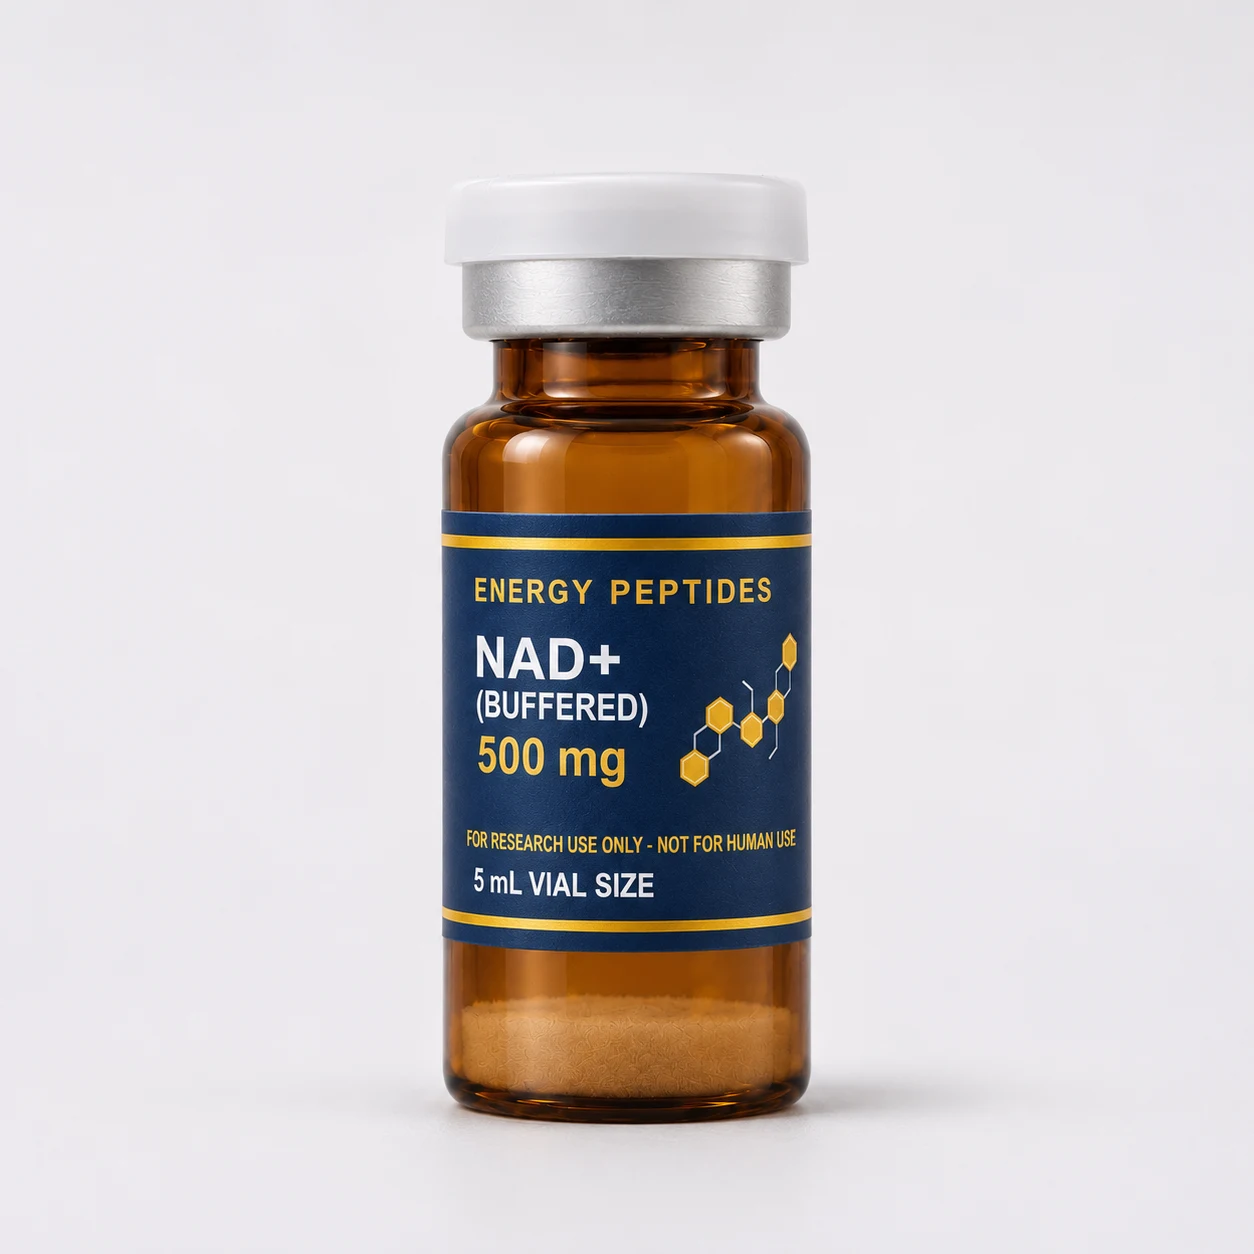 ENERGY PEPTIDES
NAD+
(BUFFERED)
500 mg
FOR RESEARCH USE ONLY - NOT FOR HUMAN USE
5 mL VIAL SIZE